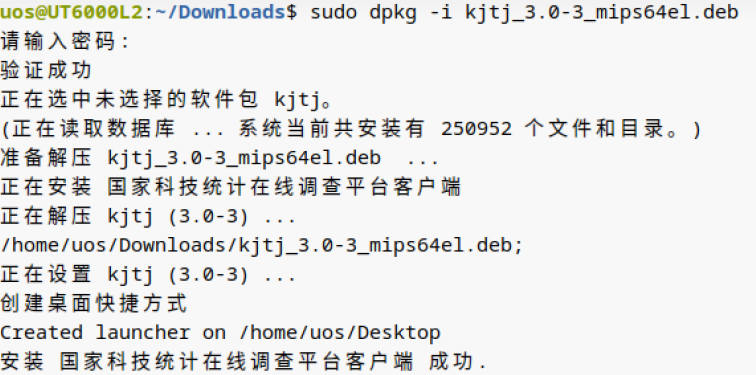 uos@UT6000L2:~/Downloads$ sudo dpkg -i kjtj_3.0-3_mips64el.deb
请输入密码:
验证成功
正在选中未选择的软件包 kjtj。
(正在读取数据库 ... 系统当前共安装有 250952 个文件和目录。)
准备解压 kjtj_3.0-3_mips64el.deb  ...
正在安装 国家科技统计在线调查平台客户端
正在解压 kjtj (3.0-3) ...
/home/uos/Downloads/kjtj_3.0-3_mips64el.deb;
正在设置 kjtj (3.0-3) ...
创建桌面快捷方式
Created launcher on /home/uos/Desktop
安装 国家科技统计在线调查平台客户端 成功.